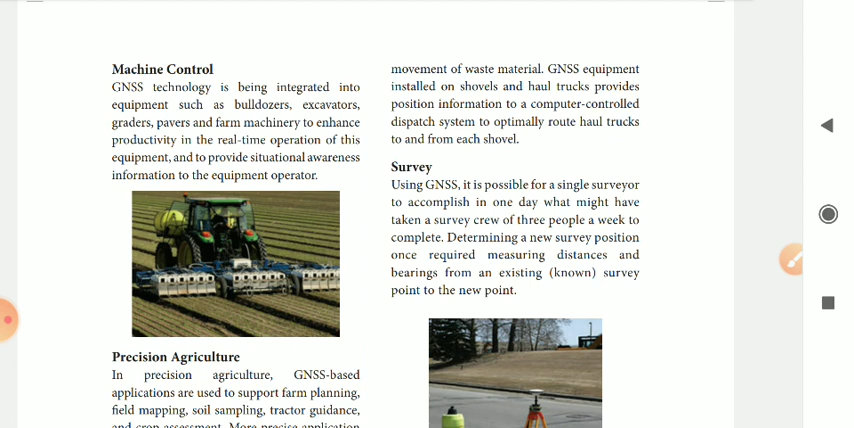 Machine Control
GNSS technology is being integrated into
equipment such as bulldozers, excavators,
graders, pavers and farm machinery to enhance
productivity in the real-time operation of this
equipment, and to provide situational awareness
information to the equipment operator.
Precision Agriculture
In precision agriculture, GNSS-based
applications are used to support farm planning,
field mapping, soil sampling, tractor guidance,
and crop assessment. More precise application
movement of waste material. GNSS equipment
installed on shovels and haul trucks provides
position information to a computer-controlled
dispatch system to optimally route haul trucks
to and from each shovel.
Survey
Using GNSS, it is possible for a single surveyor
to accomplish in one day what might have
taken a survey crew of three people a week to
complete. Determining a new survey position
once required measuring distances and
bearings from an existing (known) survey
point to the new point.